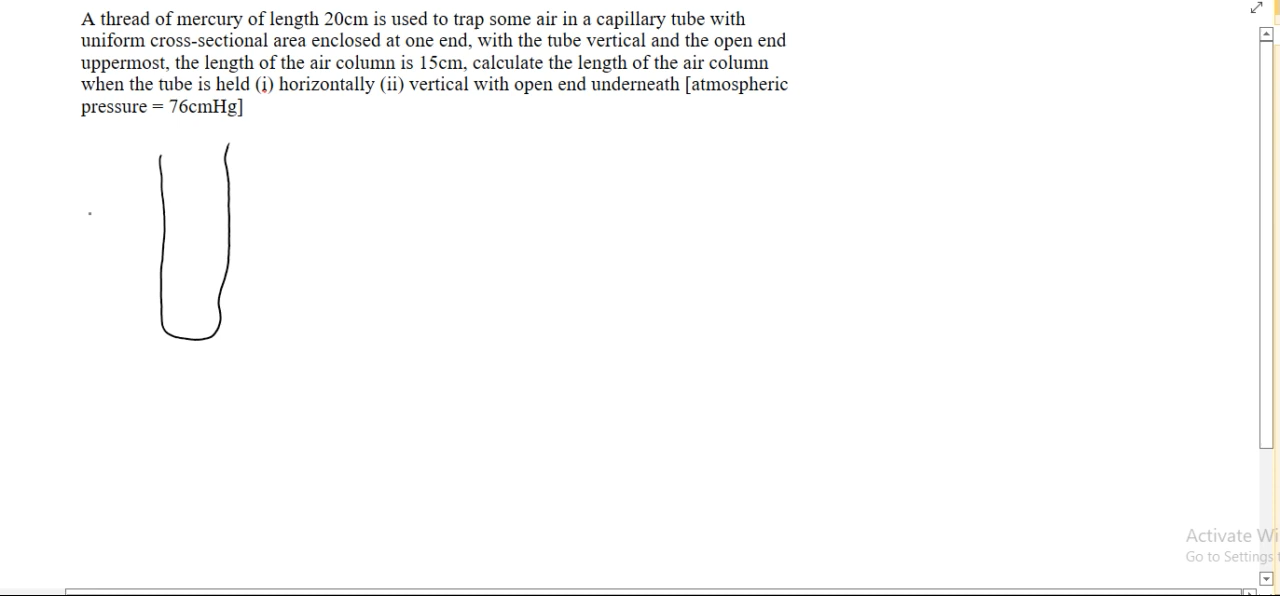 A thread of mercury of length 20cm is used to trap some air in a capillary tube with
uniform cross-sectional area enclosed at one end, with the tube vertical and the open end
uppermost, the length of the air column is 15cm, calculate the length of the air column
when the tube is held (i) horizontally (ii) vertical with open end underneath [atmospheric
pressure = 76cmHg]
Activate Wi
Go to Settings t